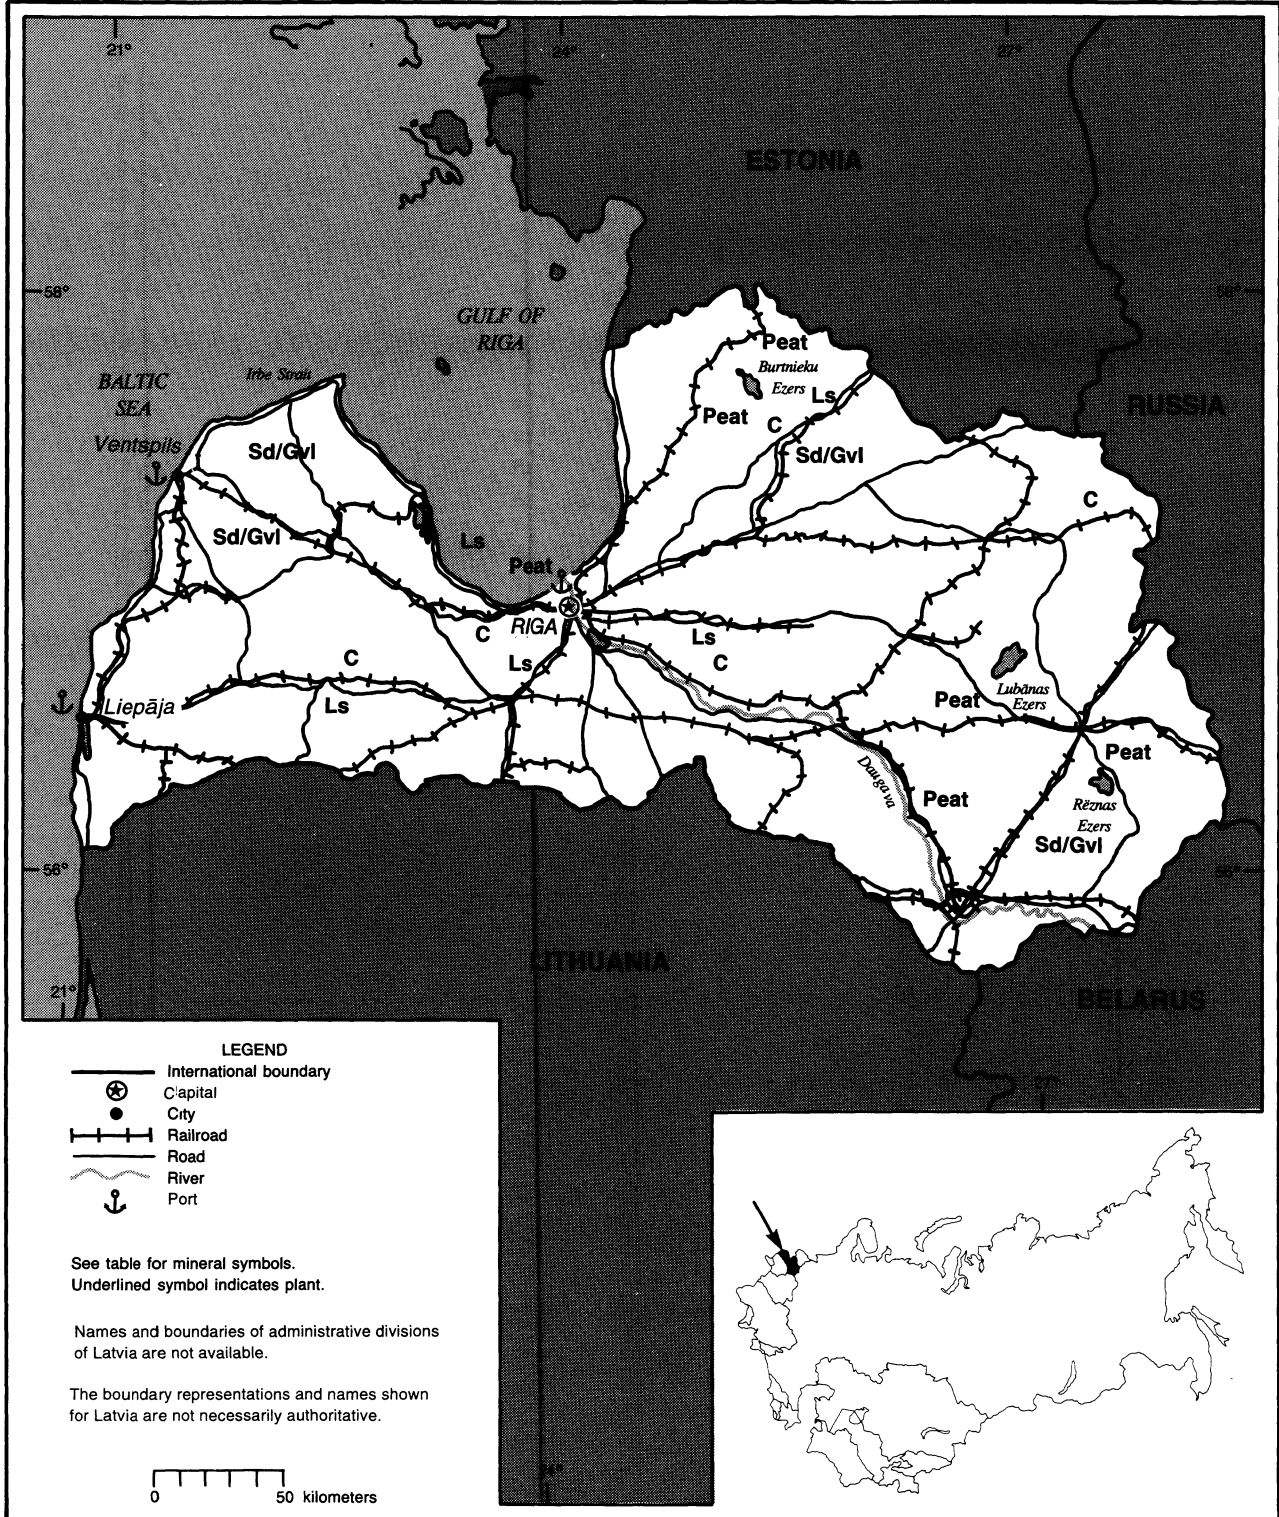 21°
24°
27°
ESTONIA
58°
58°
GULF OF
RIGA
Peat
Burtnieku
Ezers
BALTIC
SEA
Irbe Strait
Ls
RUSSIA
Peat
C
Ventspils
Sd/Gvl
Sd/Gvl
C
Sd/Gvl
Ls
Peat
RIGA
C
Ls
Ls
C
C
Lubānas
Ezers
Liepāja
Ls
Peat
Peat
Daugava
Peat
Rēznas
Ezers
Sd/Gvl
56°
56°
LITHUANIA
21°
BELARUS
27°
LEGEND
International boundary
Capital
City
Railroad
Road
River
Port
See table for mineral symbols.
Underlined symbol indicates plant.
Names and boundaries of administrative divisions
of Latvia are not available.
The boundary representations and names shown
for Latvia are not necessarily authoritative.
0 50 kilometers